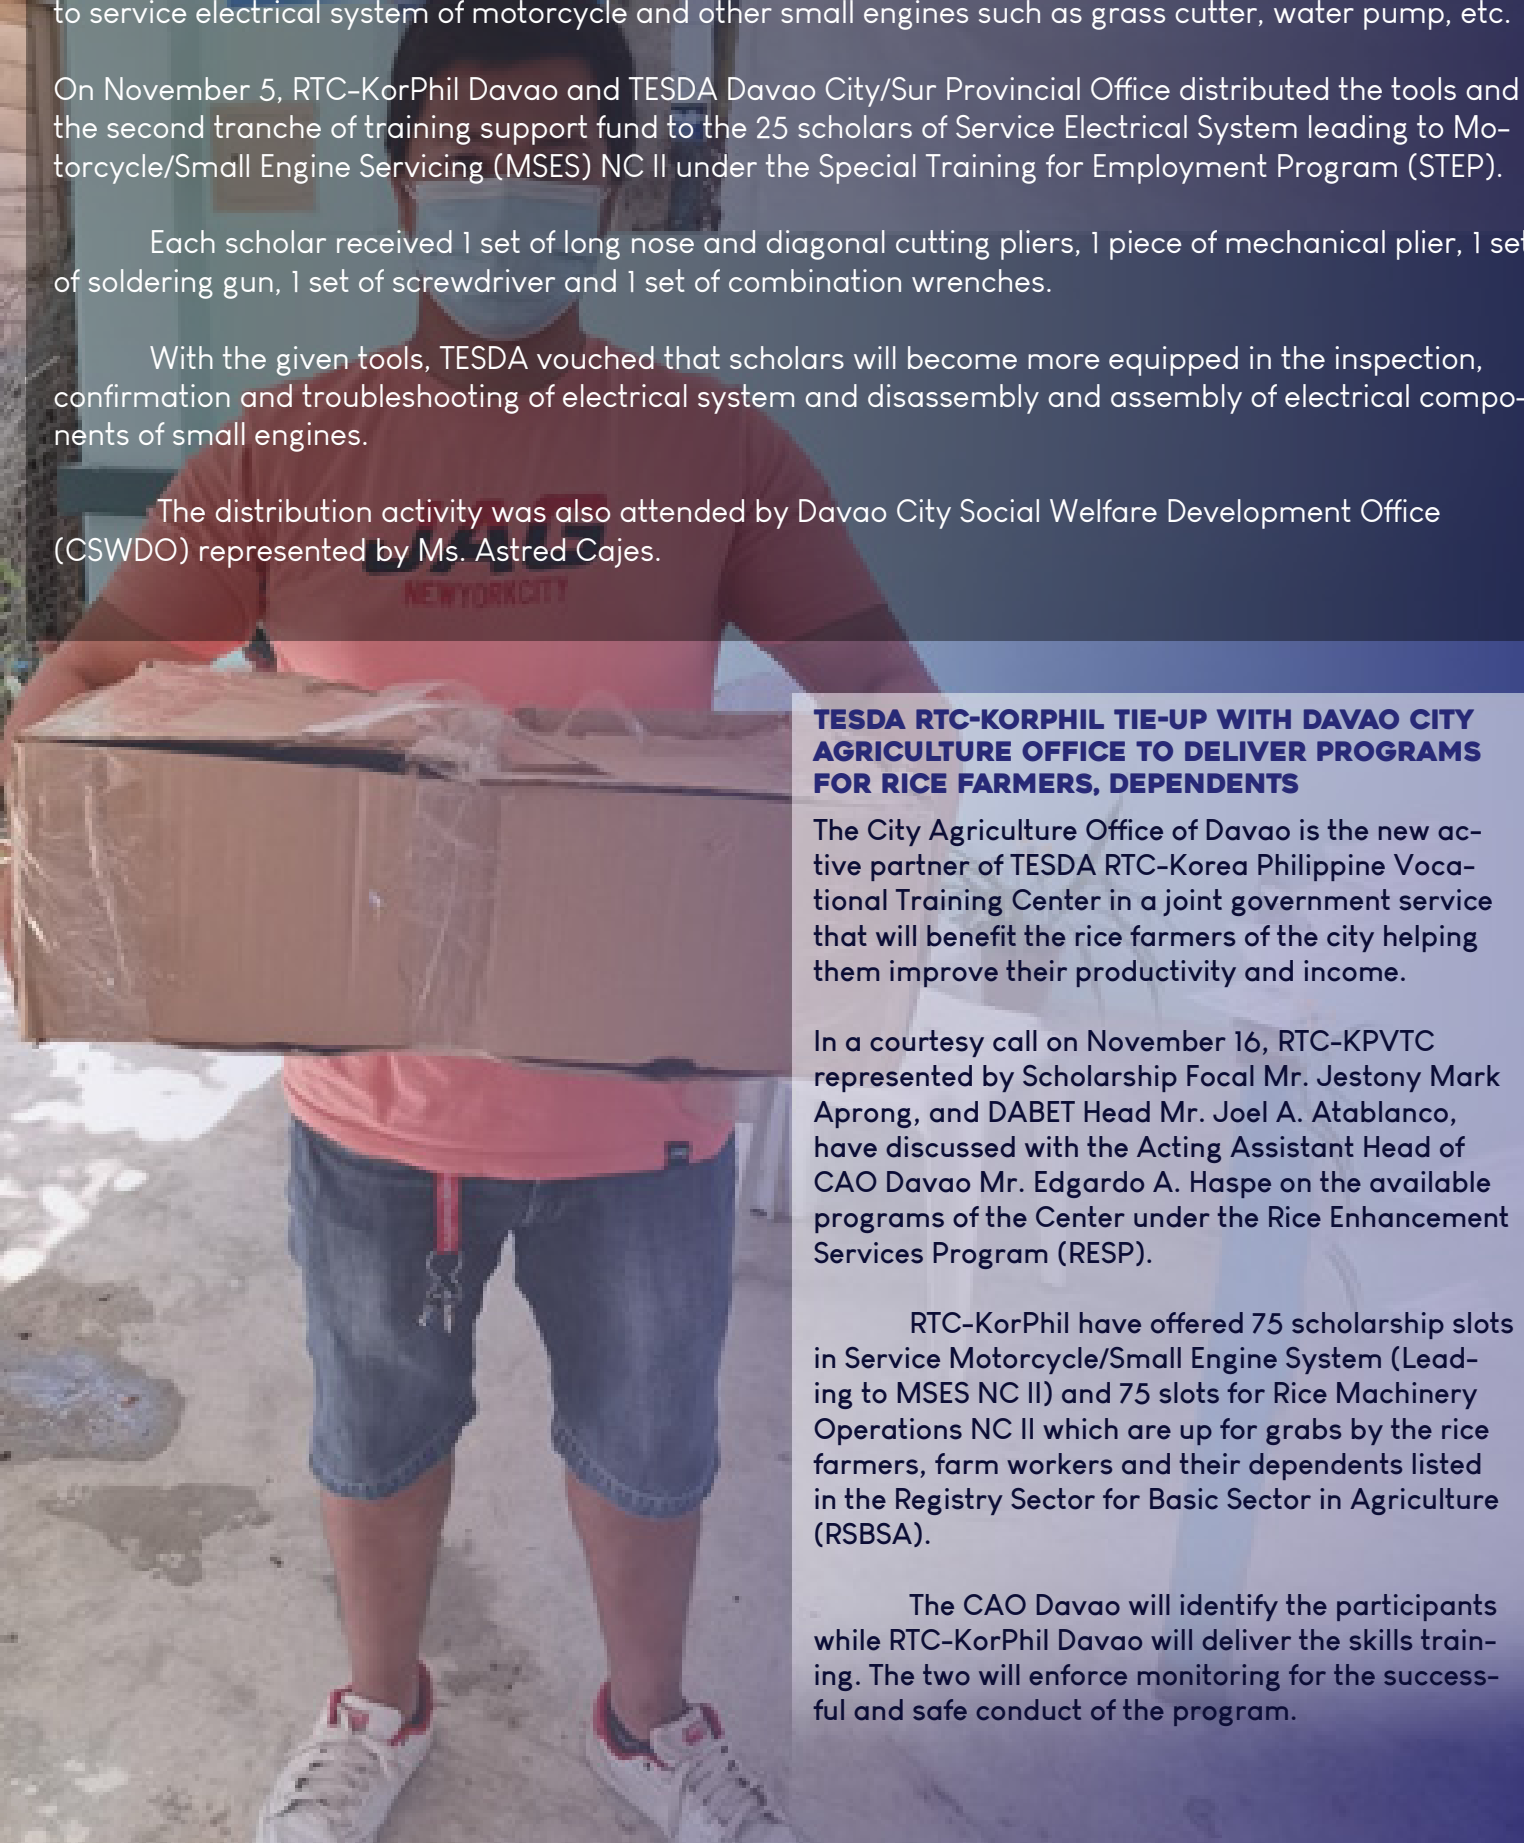 to service electrical system of motorcycle and other small engines such as grass cutter, water pump, etc.
On November 5, RTC-KorPhil Davao and TESDA Davao City/Sur Provincial Office distributed the tools and
the second tranche of training support fund to the 25 scholars of Service Electrical System leading to Mo-
torcycle/Small Engine Servicing (MSES) NC II under the Special Training for Employment Program (STEP).
Each scholar received 1 set of long nose and diagonal cutting pliers, 1 piece of mechanical plier, 1 set
of soldering gun, 1 set of screwdriver and 1 set of combination wrenches.
With the given tools, TESDA vouched that scholars will become more equipped in the inspection,
confirmation and troubleshooting of electrical system and disassembly and assembly of electrical compo-
nents of small engines.
The distribution activity was also attended by Davao City Social Welfare Development Office
(CSWDO) represented by Ms. Astred Cajes.
JAG
NEWYORKCITY
TESDA RTC-KORPHIL TIE-UP WITH DAVAO CITY
AGRICULTURE OFFICE TO DELIVER PROGRAMS
FOR RICE FARMERS, DEPENDENTS
The City Agriculture Office of Davao is the new ac-
tive partner of TESDA RTC-Korea Philippine Voca-
tional Training Center in a joint government service
that will benefit the rice farmers of the city helping
them improve their productivity and income.
In a courtesy call on November 16, RTC-KPVTC
represented by Scholarship Focal Mr. Jestony Mark
Aprong, and DABET Head Mr. Joel A. Atablanco,
have discussed with the Acting Assistant Head of
CAO Davao Mr. Edgardo A. Haspe on the available
programs of the Center under the Rice Enhancement
Services Program (RESP).
RTC-KorPhil have offered 75 scholarship slots
in Service Motorcycle/Small Engine System (Lead-
ing to MSES NC II) and 75 slots for Rice Machinery
Operations NC II which are up for grabs by the rice
farmers, farm workers and their dependents listed
in the Registry Sector for Basic Sector in Agriculture
(RSBSA).
The CAO Davao will identify the participants
while RTC-KorPhil Davao will deliver the skills train-
ing. The two will enforce monitoring for the success-
ful and safe conduct of the program.